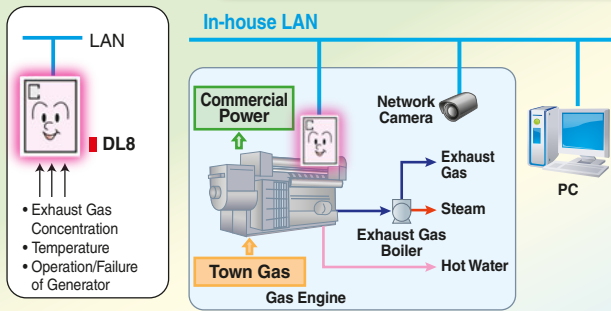 LAN
C
DL8
• Exhaust Gas
Concentration
• Temperature
• Operation/Failure
of Generator
In-house LAN
Commercial
Power
C
Network
Camera
Exhaust
Gas
Steam
Exhaust Gas
Boiler
Hot Water
Town Gas
Gas Engine
PC